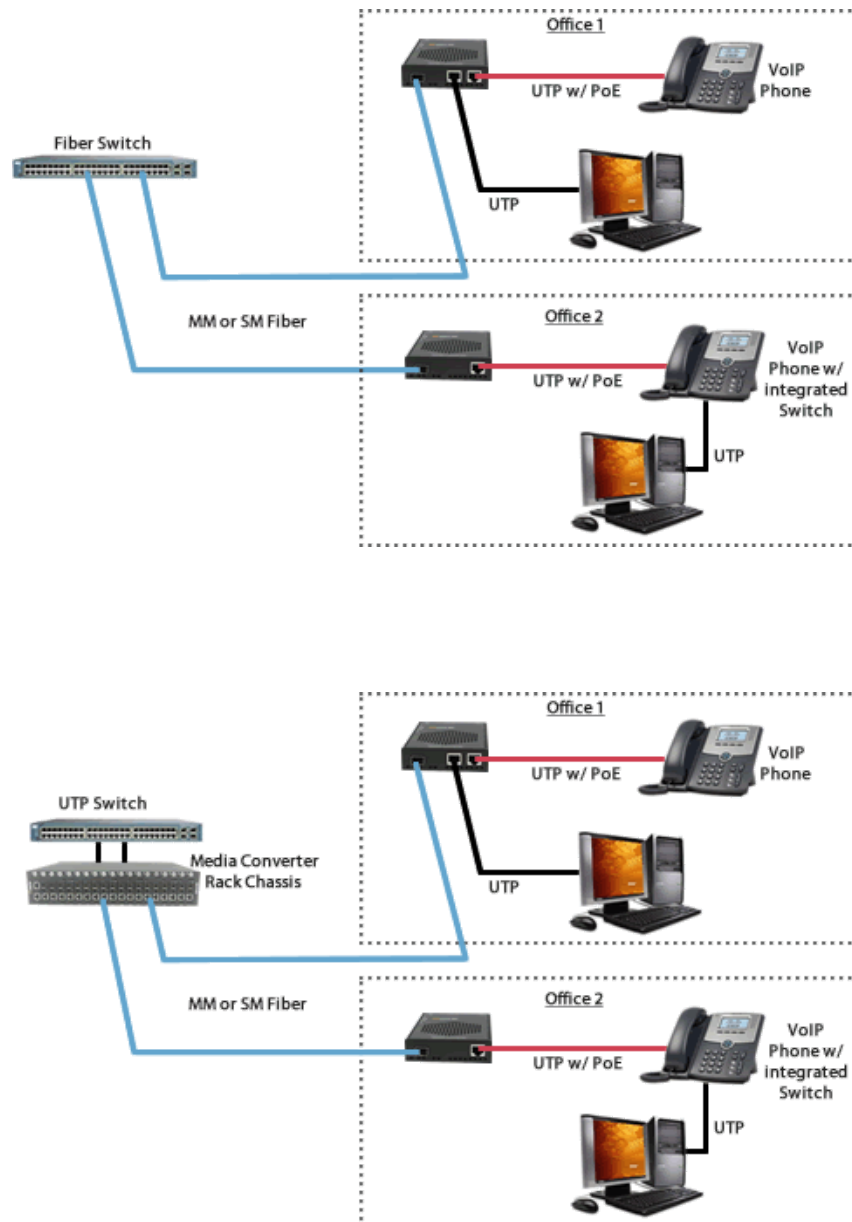 Office 1
VoIP
Phone
UTP w/ PoE
Fiber Switch
UTP
MM or SM Fiber
Office 2
VoIP
Phone w/
integrated
Switch
UTP w/ PoE
UTP
Office 1
VoIP
Phone
UTP w/ PoE
UTP Switch
Media Converter
Rack Chassis
UTP
MM or SM Fiber
Office 2
VoIP
Phone w/
integrated
Switch
UTP w/ PoE
UTP